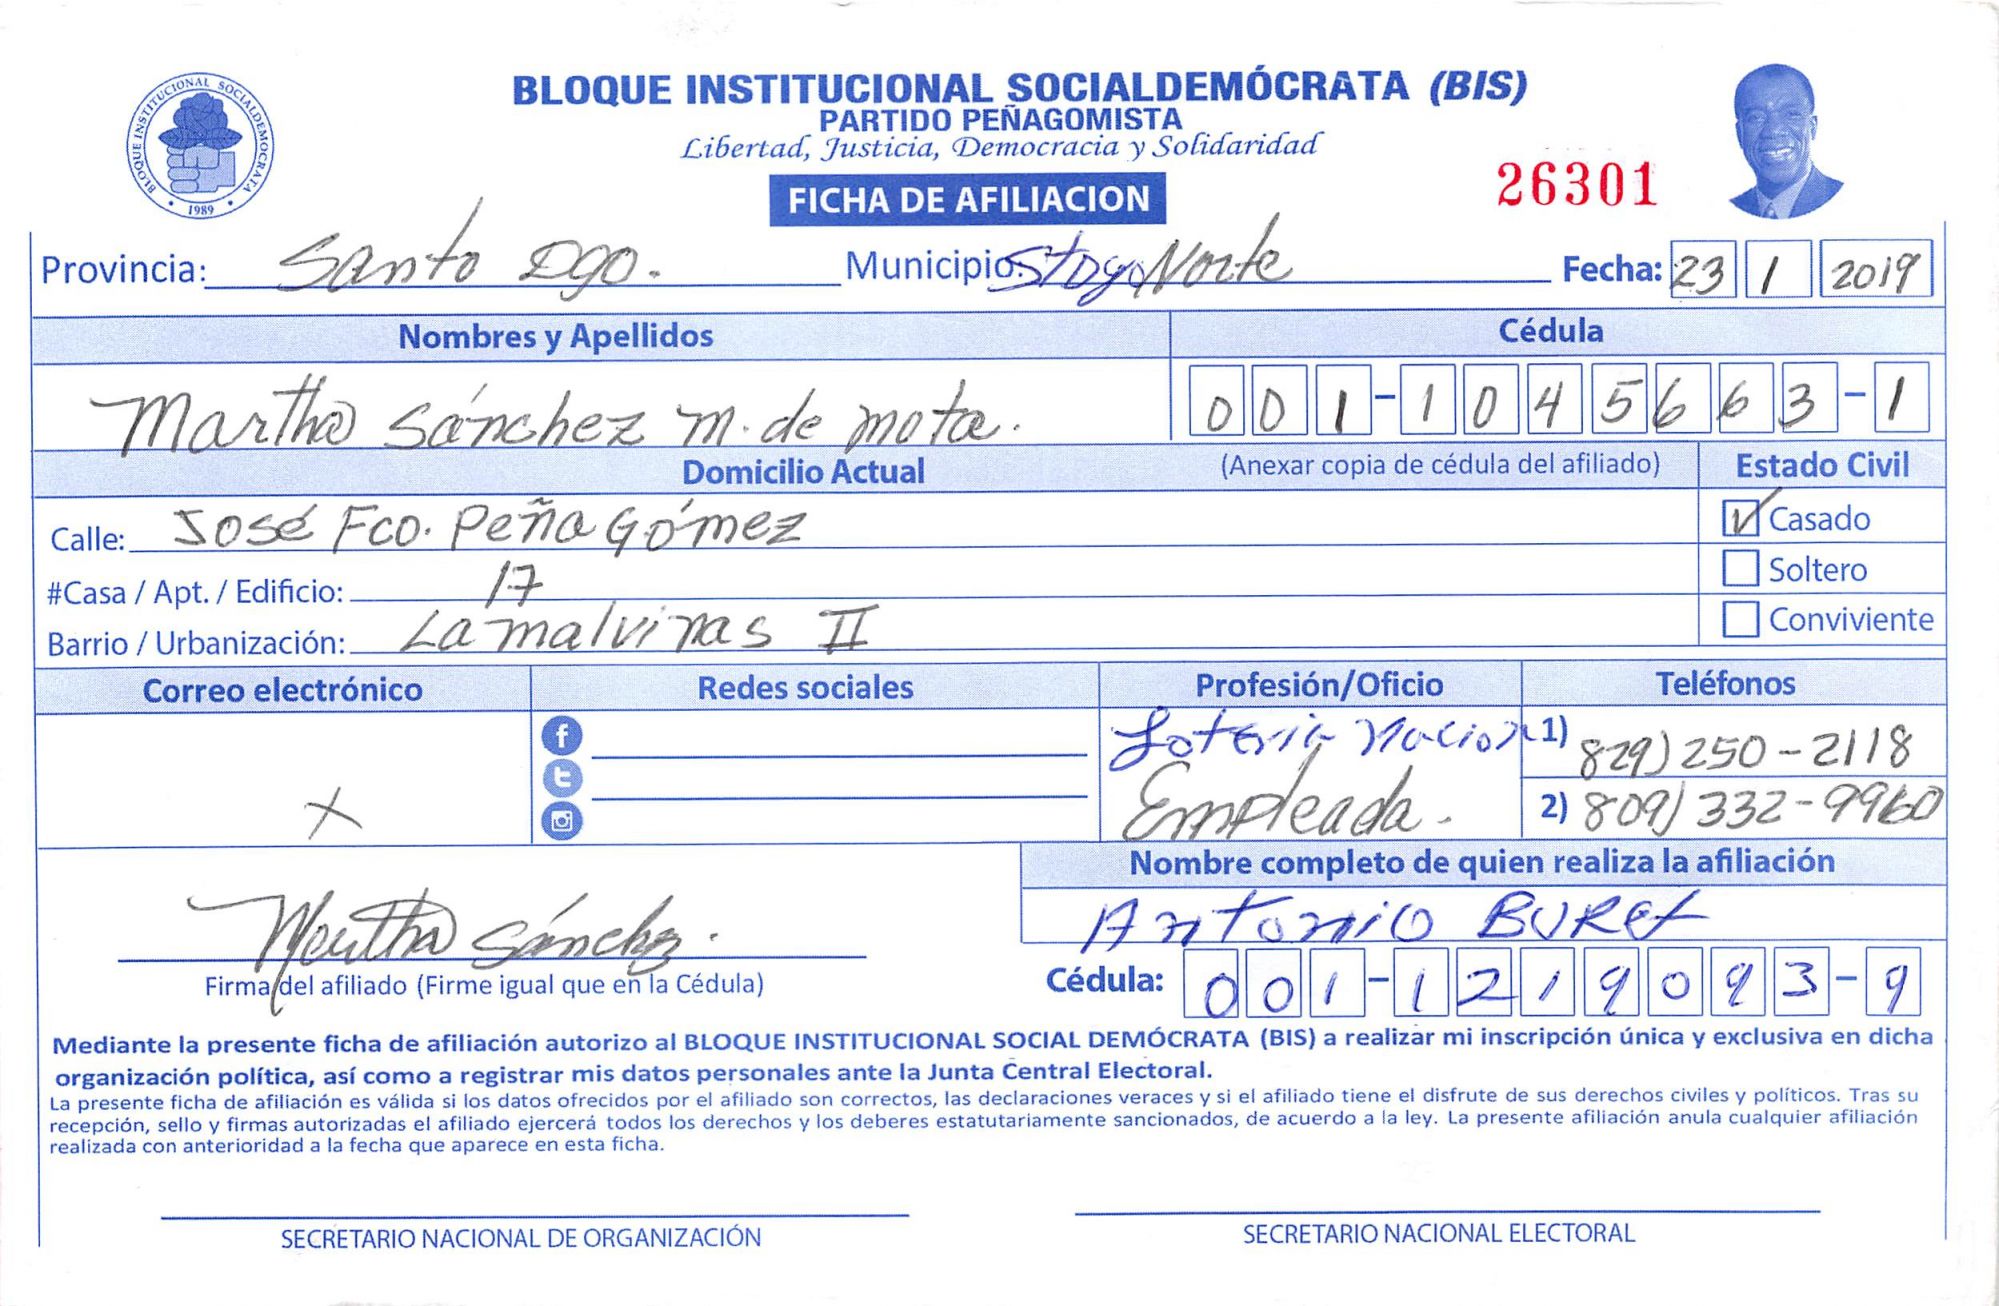 BLOQUE INSTITUCIONAL SOCIALDEMÓCRATA (BIS)
PARTIDO PEÑAGOMISTA
Libertad, Justicia, Democracia y Solidaridad
BLOQUE INSTITUCIONAL SOCIALDEMOCRATA
• 1989 •
FICHA DE AFILIACION
26301
Provincia: Santo Dgo. Municipio: Stogo Norte Fecha: 23 1 2019
Nombres y Apellidos Cédula
Martha Sánchez M. de mota. 001-1045663-1
Domicilio Actual (Anexar copia de cédula del afiliado) Estado Civil
Calle: José Fco. Peña Gómez Casado
#Casa / Apt. / Edificio: 17 Soltero
Barrio / Urbanización: La malvinas II Conviviente
Correo electrónico Redes sociales Profesión/Oficio Teléfonos
Loteria Nacional 1) 829) 250-2118
X Empleada. 2) 809) 332-9960
Nombre completo de quien realiza la afiliación
Martha Sánchez. Antonio BUREt
Firma del afiliado (Firme igual que en la Cédula) Cédula: 001-1219093-9
Mediante la presente ficha de afiliación autorizo al BLOQUE INSTITUCIONAL SOCIAL DEMÓCRATA (BIS) a realizar mi inscripción única y exclusiva en dicha
organización política, así como a registrar mis datos personales ante la Junta Central Electoral.
La presente ficha de afiliación es válida si los datos ofrecidos por el afiliado son correctos, las declaraciones veraces y si el afiliado tiene el disfrute de sus derechos civiles y políticos. Tras su
recepción, sello y firmas autorizadas el afiliado ejercerá todos los derechos y los deberes estatutariamente sancionados, de acuerdo a la ley. La presente afiliación anula cualquier afiliación
realizada con anterioridad a la fecha que aparece en esta ficha.
SECRETARIO NACIONAL DE ORGANIZACIÓN SECRETARIO NACIONAL ELECTORAL